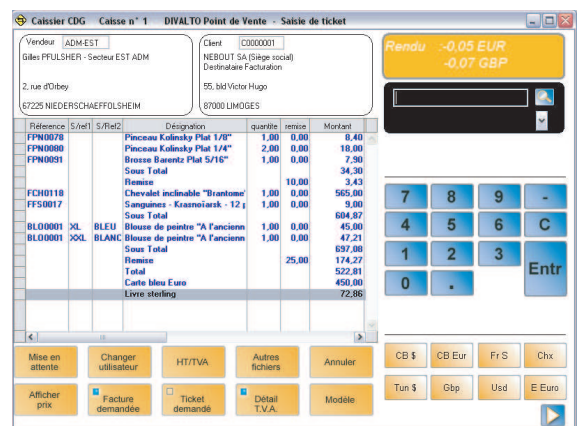 Caissier CDG Caisse n° 1 DIVALTO Point de Vente - Saisie de ticket
Vendeur ADM-EST
Gilles PFULSHER - Secteur EST ADM
2, rue d'Orbey
67225 NIEDERSCHAEFFOLSHEIM
Client C0000001
NEBOUT SA (Siège social)
Destinataire Facturation
55, bld Victor Hugo
87000 LIMOGES
Rendu :-0,05 EUR
-0,07 GBP
Réference S/ref1 S/Ref2 Désignation quantite remise Montant
FPN0078 Pinceau Kolinsky Plat 1/8" 1,00 0,00 8,40
FPN0080 Pinceau Kolinsky Plat 1/4" 2,00 0,00 18,00
FPN0091 Brosse Barentz Plat 5/16" 1,00 0,00 7,90
Sous Total 34,30
Remise 10,00 3,43
FCH0118 Chevalet inclinable "Brantome' 1,00 0,00 565,00
FFS0017 Sanguines - Krasnoïarsk - 12 p 1,00 0,00 9,00
Sous Total 604,87
BLO0001 XL BLEU Blouse de peintre "A l'ancienn 1,00 0,00 45,00
BLO0001 XXL BLANC Blouse de peintre "A l'ancienn 1,00 0,00 47,21
Sous Total 697,08
Remise 25,00 174,27
Total 522,81
Carte bleu Euro 450,00
Livre sterling 72,86
7 8 9 -
4 5 6 C
1 2 3 Entr
0 .
Mise en attente
Changer utilisateur
HT/TVA
Autres fichiers
Annuler
Afficher prix
Facture demandée
Ticket demandé
Détail T.V.A.
Modèle
CB $ CB Eur Fr S Chx
Tun $ Gbp Usd E Euro